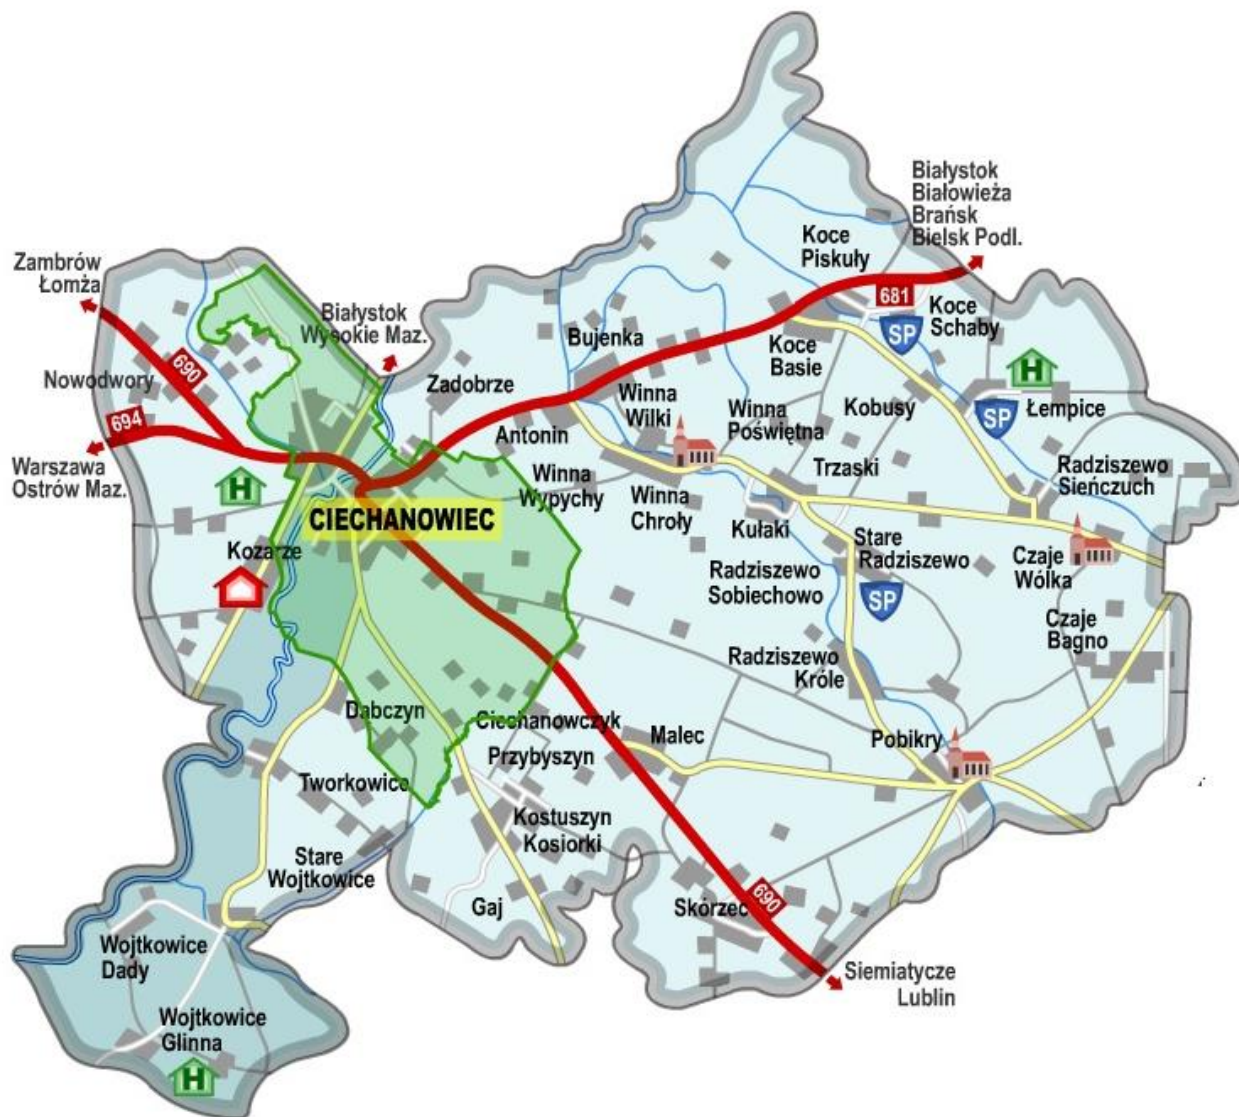 Białystok
Białowieża
Brańsk
Bielsk Podl.
Koce
Piskuły
Zambrów
Łomża
681
Koce
Schaby
Białystok
Wysokie Maz.
SP
Bujenka
Koce
Basie
H
690
Nowodwory
Zadobrze
Winna
Wilki
Winna
Poświętna
Kobusy
SP
Łempice
694
Antonin
Warszawa
Ostrów Maz.
H
Winna
Wypychy
Winna
Chroły
Trzaski
Radziszewo
Sieńczuch
CIECHANOWIEC
Kułaki
Stare
Radziszewo
Kozarze
Radziszewo
Sobiechowo
Czaje
Wólka
SP
Czaje
Bagno
Radziszewo
Króle
Dabczyn
Ciechanowczyk
Malec
Pobikry
Przybyszyn
Tworkowice
Kostuszyn
Kosiorki
Stare
Wojtkowice
Gaj
Skórzec
690
Wojtkowice
Dady
Siemiatycze
Lublin
Wojtkowice
Glinna
H